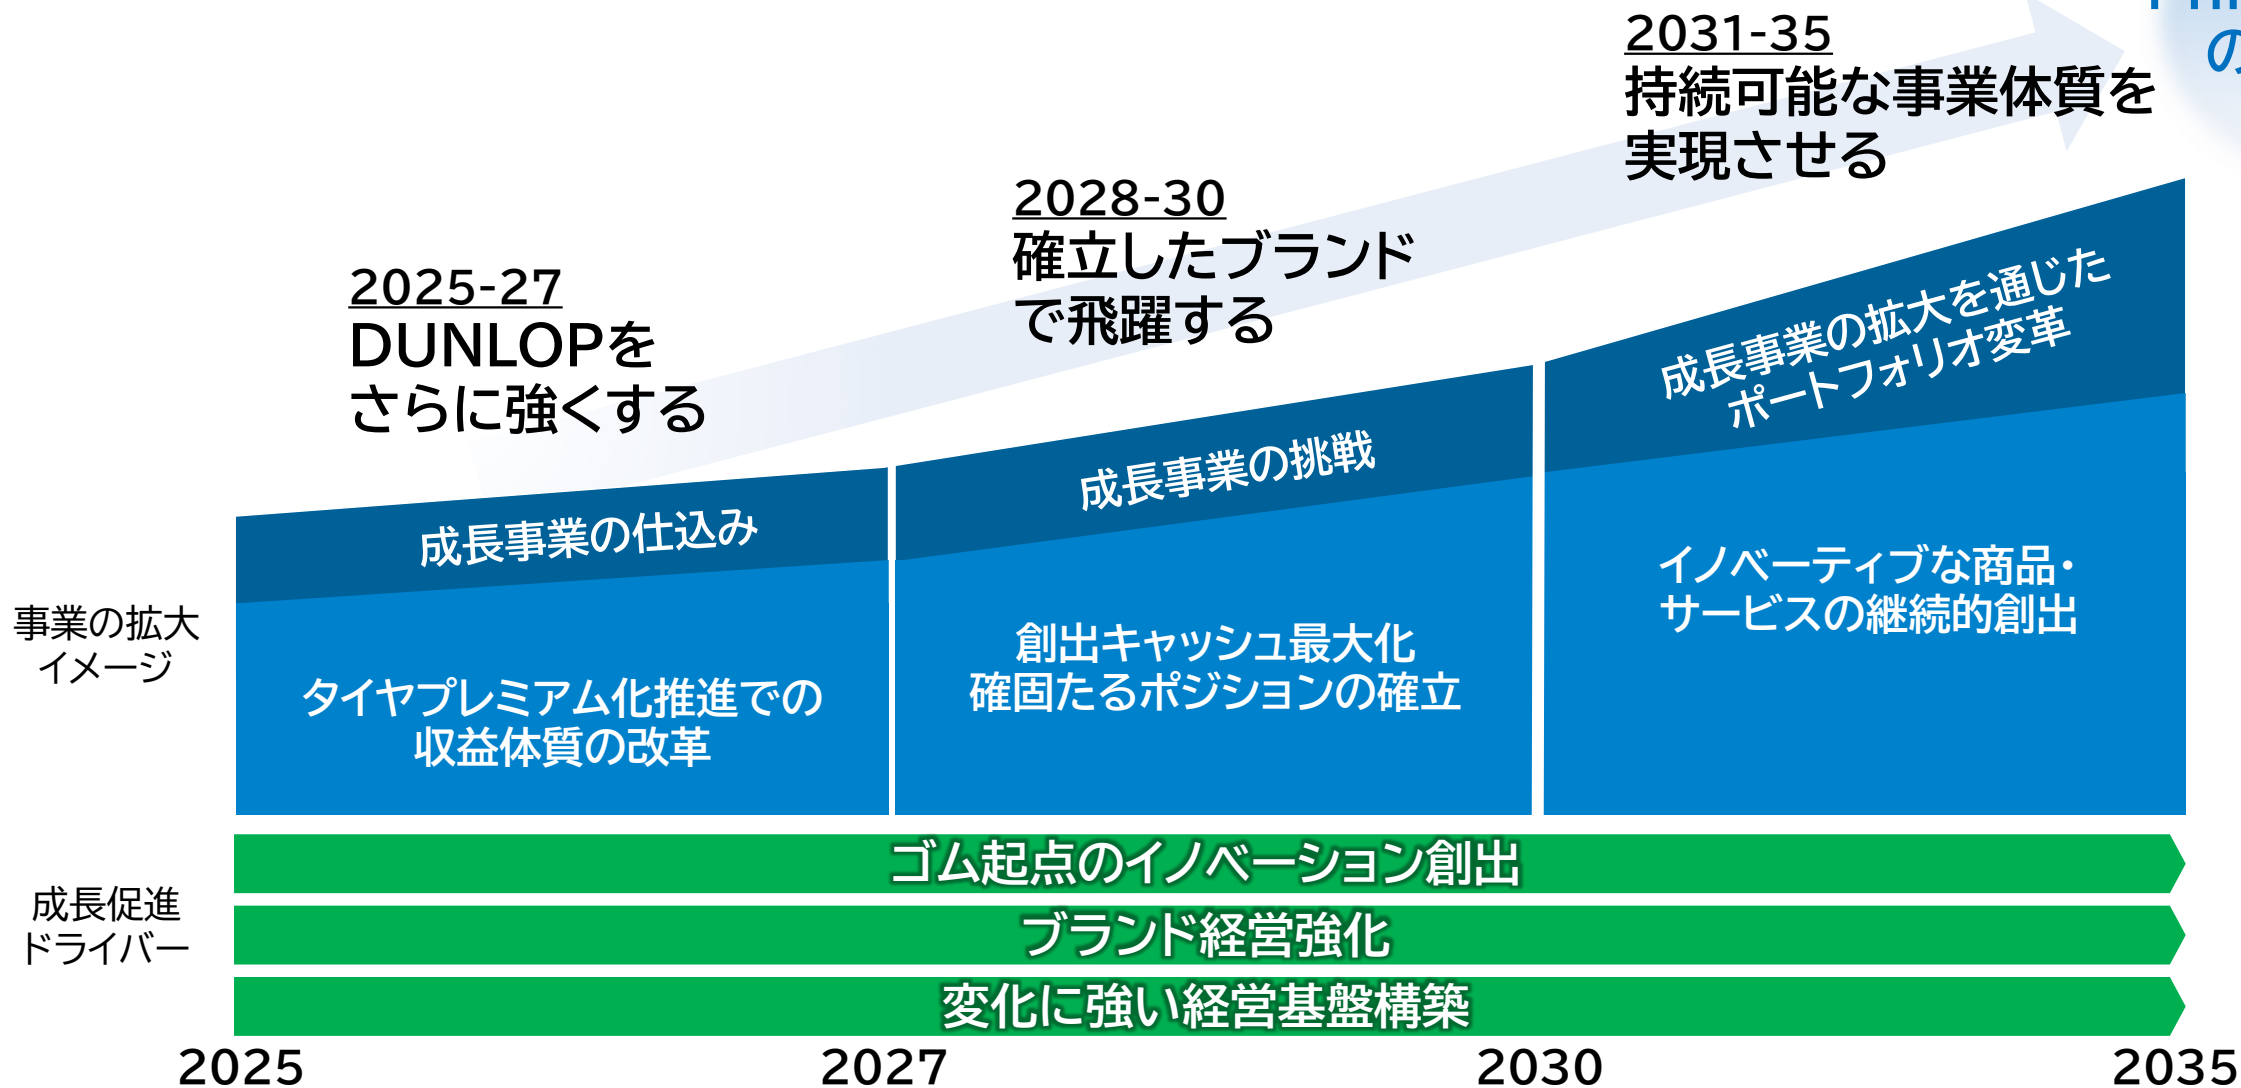 2031-35
持続可能な事業体質を
実現させる
2028-30
確立したブランド
で飛躍する
2025-27
DUNLOPを
さらに強くする
成長事業の仕込み
成長事業の挑戦
成長事業の拡大を通じた
ポートフォリオ変革
事業の拡大
イメージ
タイヤプレミアム化推進での
収益体質の改革
創出キャッシュ最大化
確固たるポジションの確立
イノベーティブな商品・
サービスの継続的創出
成長促進
ドライバー
ゴム起点のイノベーション創出
ブランド経営強化
変化に強い経営基盤構築
2025
2027
2030
2035